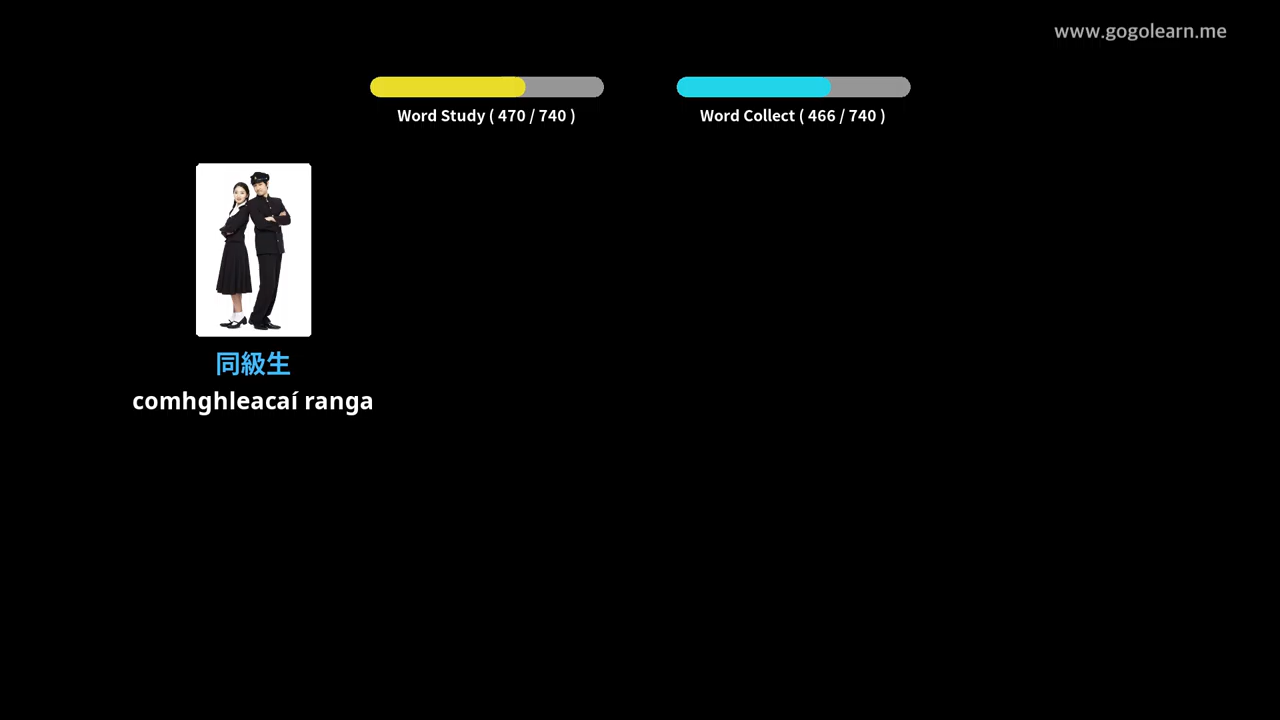 www.gogolearn.me
Word Study ( 470 / 740 )
Word Collect ( 466 / 740 )
同級生
comhghleacaí ranga